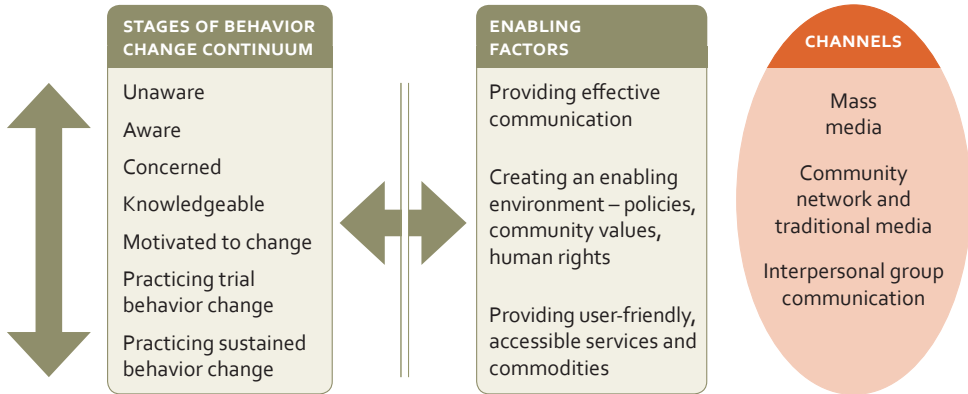 STAGES OF BEHAVIOR
CHANGE CONTINUUM
Unaware
Aware
Concerned
Knowledgeable
Motivated to change
Practicing trial
behavior change
Practicing sustained
behavior change
ENABLING
FACTORS
Providing effective
communication
Creating an enabling
environment – policies,
community values,
human rights
Providing user-friendly,
accessible services and
commodities
CHANNELS
Mass
media
Community
network and
traditional media
Interpersonal group
communication